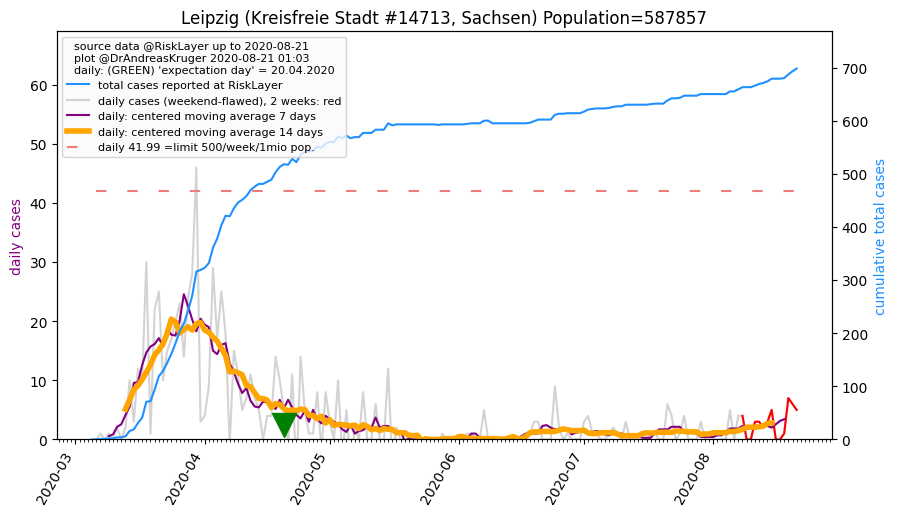 Leipzig (Kreisfreie Stadt #14713, Sachsen) Population=587857
source data @RiskLayer up to 2020-08-21
plot @DrAndreasKruger 2020-08-21 01:03
daily: (GREEN) 'expectation day' = 20.04.2020
total cases reported at RiskLayer
daily cases (weekend-flawed), 2 weeks: red
daily: centered moving average 7 days
daily: centered moving average 14 days
daily 41.99 =limit 500/week/1mio pop.
daily cases
60
50
40
30
20
10
0
cumulative total cases
700
600
500
400
300
200
100
0
2020-03
2020-04
2020-05
2020-06
2020-07
2020-08